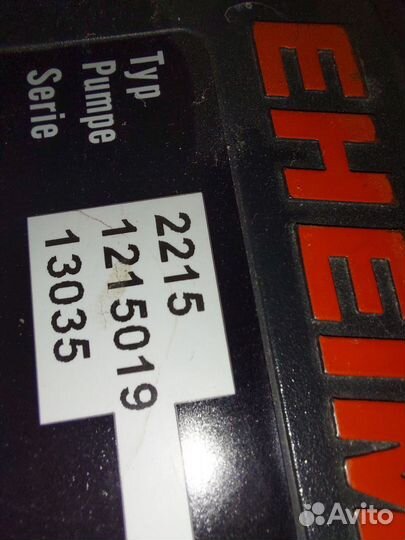 EHEIM
Typ 2215
Pumpe 1215019
Serie 13035
Avito